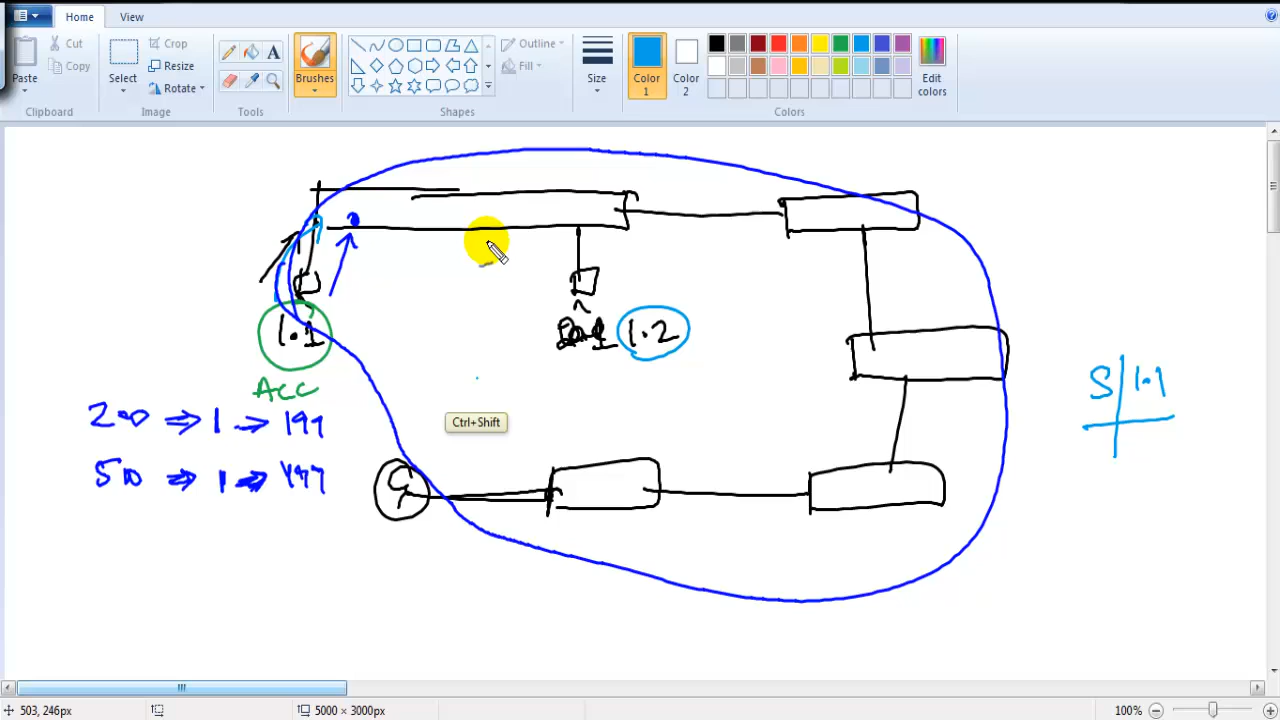 Home View
Cut
Copy
Paste
Clipboard
Select
Crop
Resize
Rotate
Image
Tools
Brushes
Outline
Fill
Shapes
Size
Color 1
Color 2
Edit colors
Colors
1.1
1.2
ACC
200 ⇒ 1 → 199
500 ⇒ 1 → 499
S 1.1
Ctrl+Shift
503, 246px
5000 × 3000px
100%